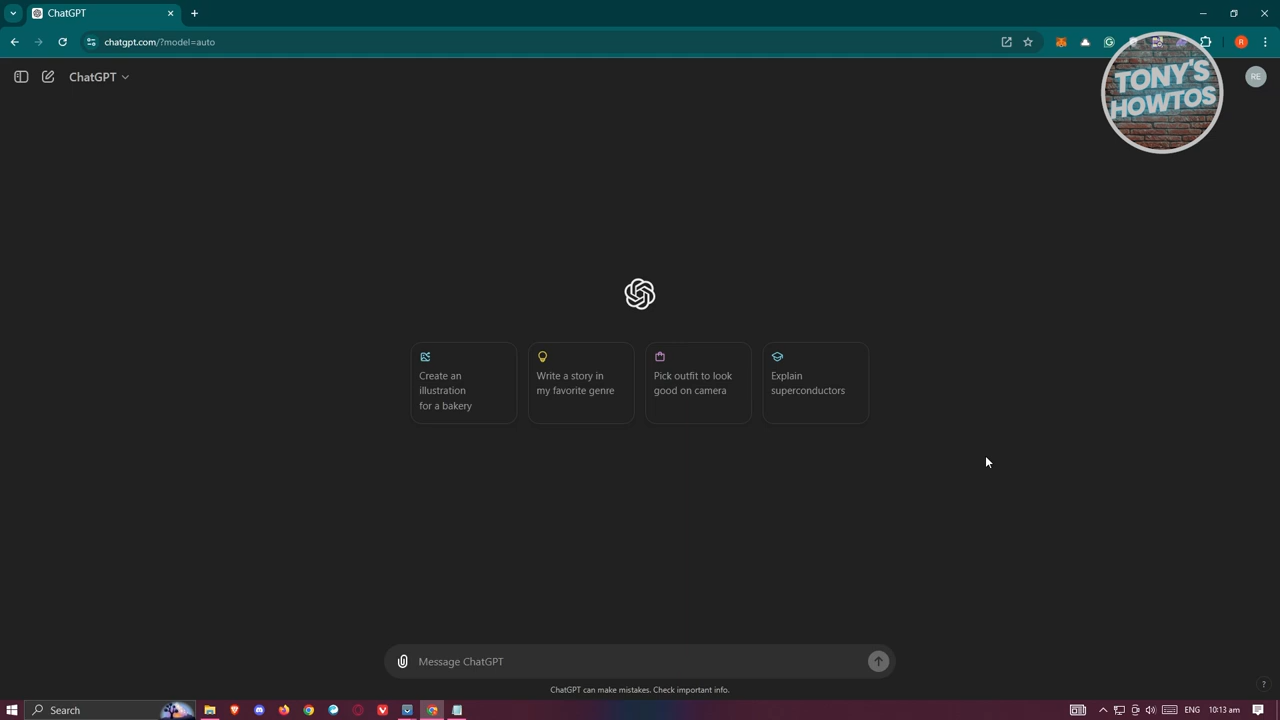 ChatGPT
chatgpt.com/?model=auto
R
ChatGPT
TONY'S
HOWTOS
RE
Create an
illustration
for a bakery
Write a story in
my favorite genre
Pick outfit to look
good on camera
Explain
superconductors
Message ChatGPT
ChatGPT can make mistakes. Check important info.
?
Search
ENG
10:13 am